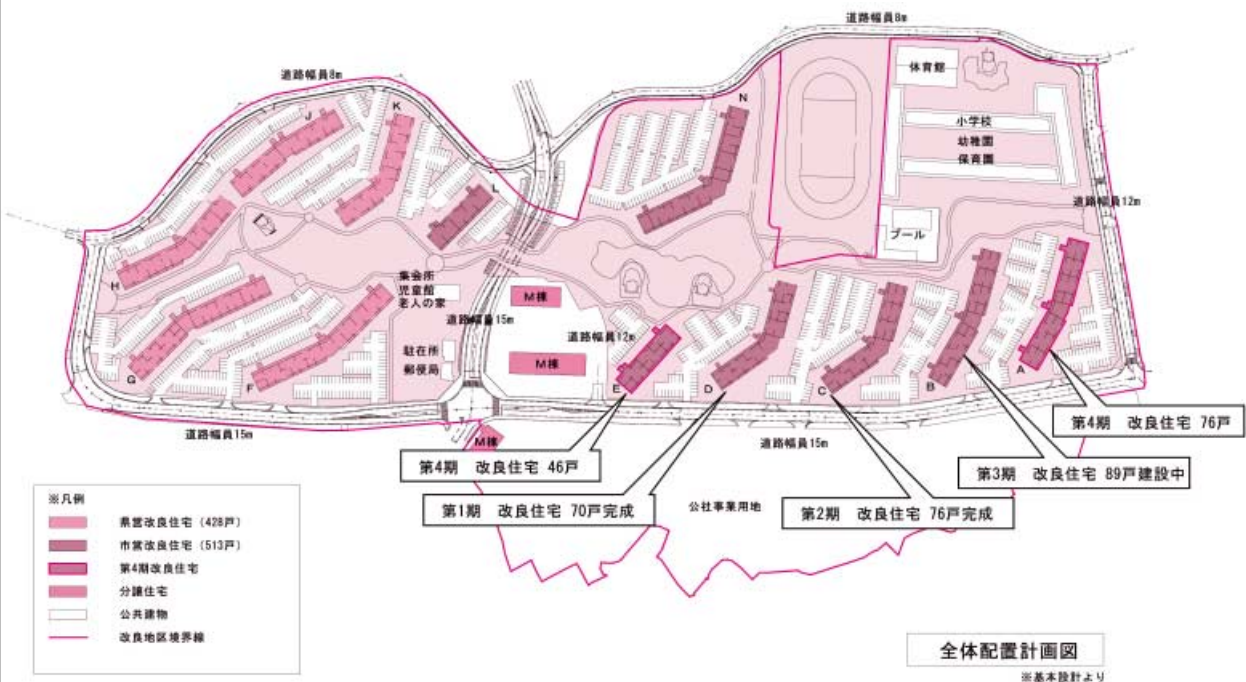 道路幅員8m
道路幅員8m
体育館
小学校
幼稚園
保育園
道路幅員12m
プール
J
K
N
L
H
G
F
集会所
児童館
老人の家
道路幅員15m
駐在所
郵便局
M棟
道路幅員12m
M棟
E
D
C
B
A
道路幅員15m
道路幅員15m
M棟
第4期 改良住宅 46戸
第1期 改良住宅 70戸完成
公社事業用地
第2期 改良住宅 76戸完成
第3期 改良住宅 89戸建設中
第4期 改良住宅 76戸
※凡例
県営改良住宅 (428戸)
市営改良住宅 (513戸)
第4期改良住宅
分譲住宅
公共建物
改良地区境界線
全体配置計画図
※基本設計より